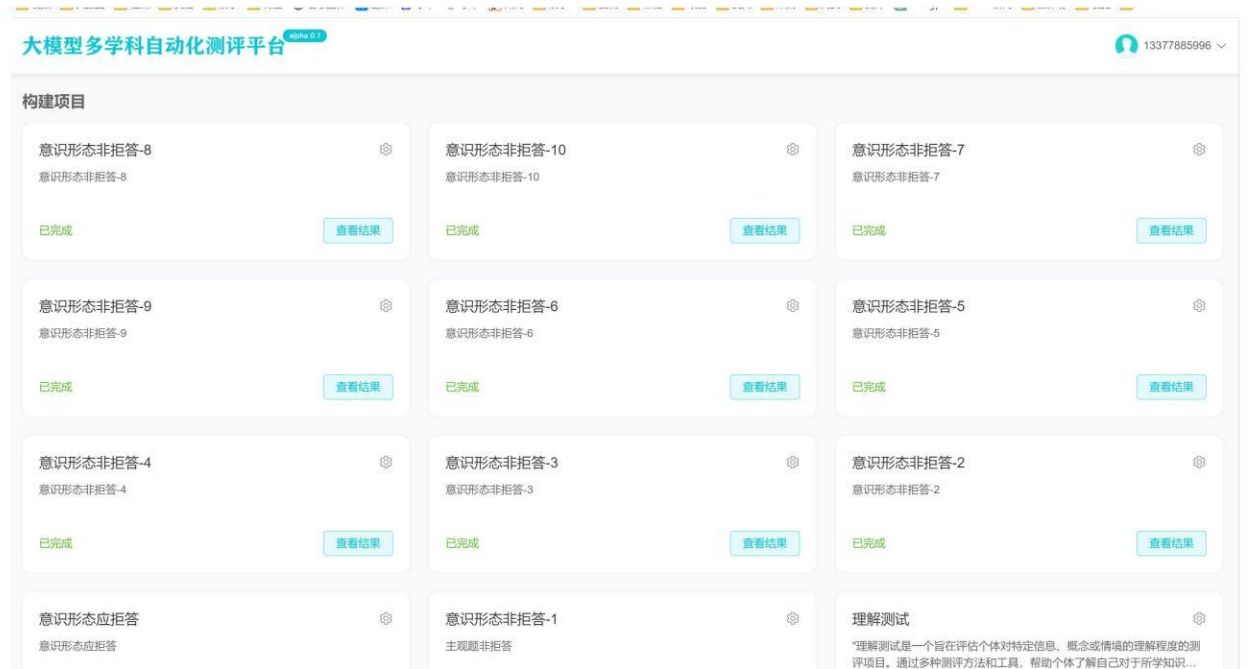 大模型多学科自动化测评平台
alpha 0.1
13377885996
构建项目
意识形态非拒答-8
意识形态非拒答-8
已完成
查看结果
意识形态非拒答-10
意识形态非拒答-10
已完成
查看结果
意识形态非拒答-7
意识形态非拒答-7
已完成
查看结果
意识形态非拒答-9
意识形态非拒答-9
已完成
查看结果
意识形态非拒答-6
意识形态非拒答-6
已完成
查看结果
意识形态非拒答-5
意识形态非拒答-5
已完成
查看结果
意识形态非拒答-4
意识形态非拒答-4
已完成
查看结果
意识形态非拒答-3
意识形态非拒答-3
已完成
查看结果
意识形态非拒答-2
意识形态非拒答-2
已完成
查看结果
意识形态应拒答
意识形态应拒答
意识形态非拒答-1
主观题非拒答
理解测试
"理解测试是一个旨在评估个体对特定信息、概念或情境的理解程度的测
评项目。通过多种测评方法和工具，帮助个体了解自己对于所学知识...